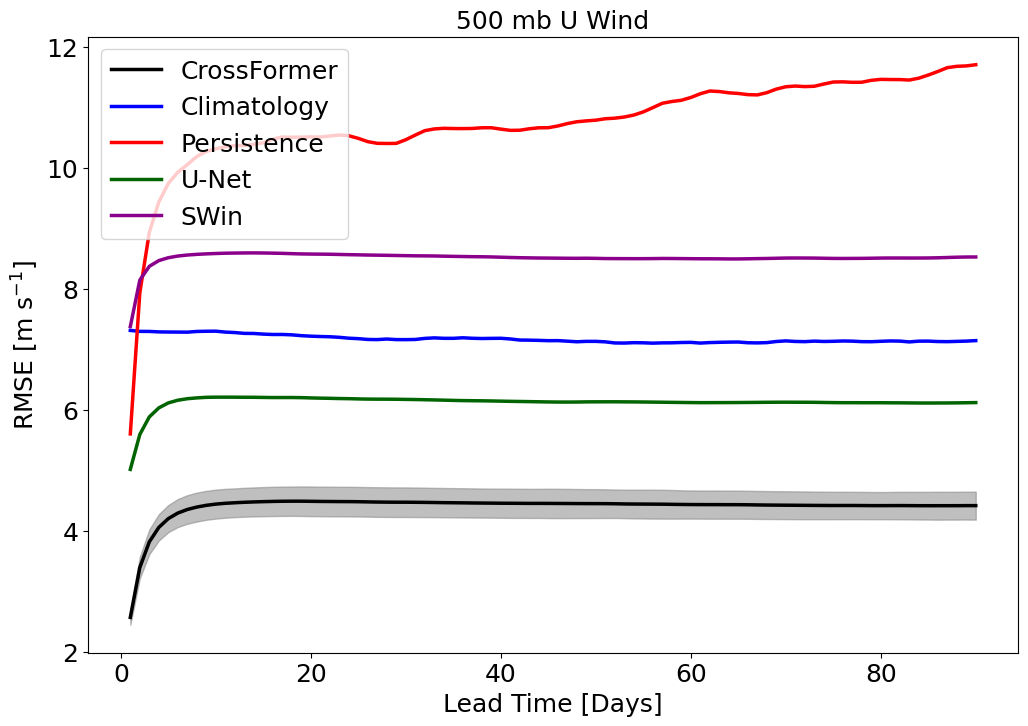 500 mb U Wind
12
10
8
6
4
2
RMSE [m s⁻¹]
CrossFormer
Climatology
Persistence
U-Net
SWin
0 20 40 60 80
Lead Time [Days]